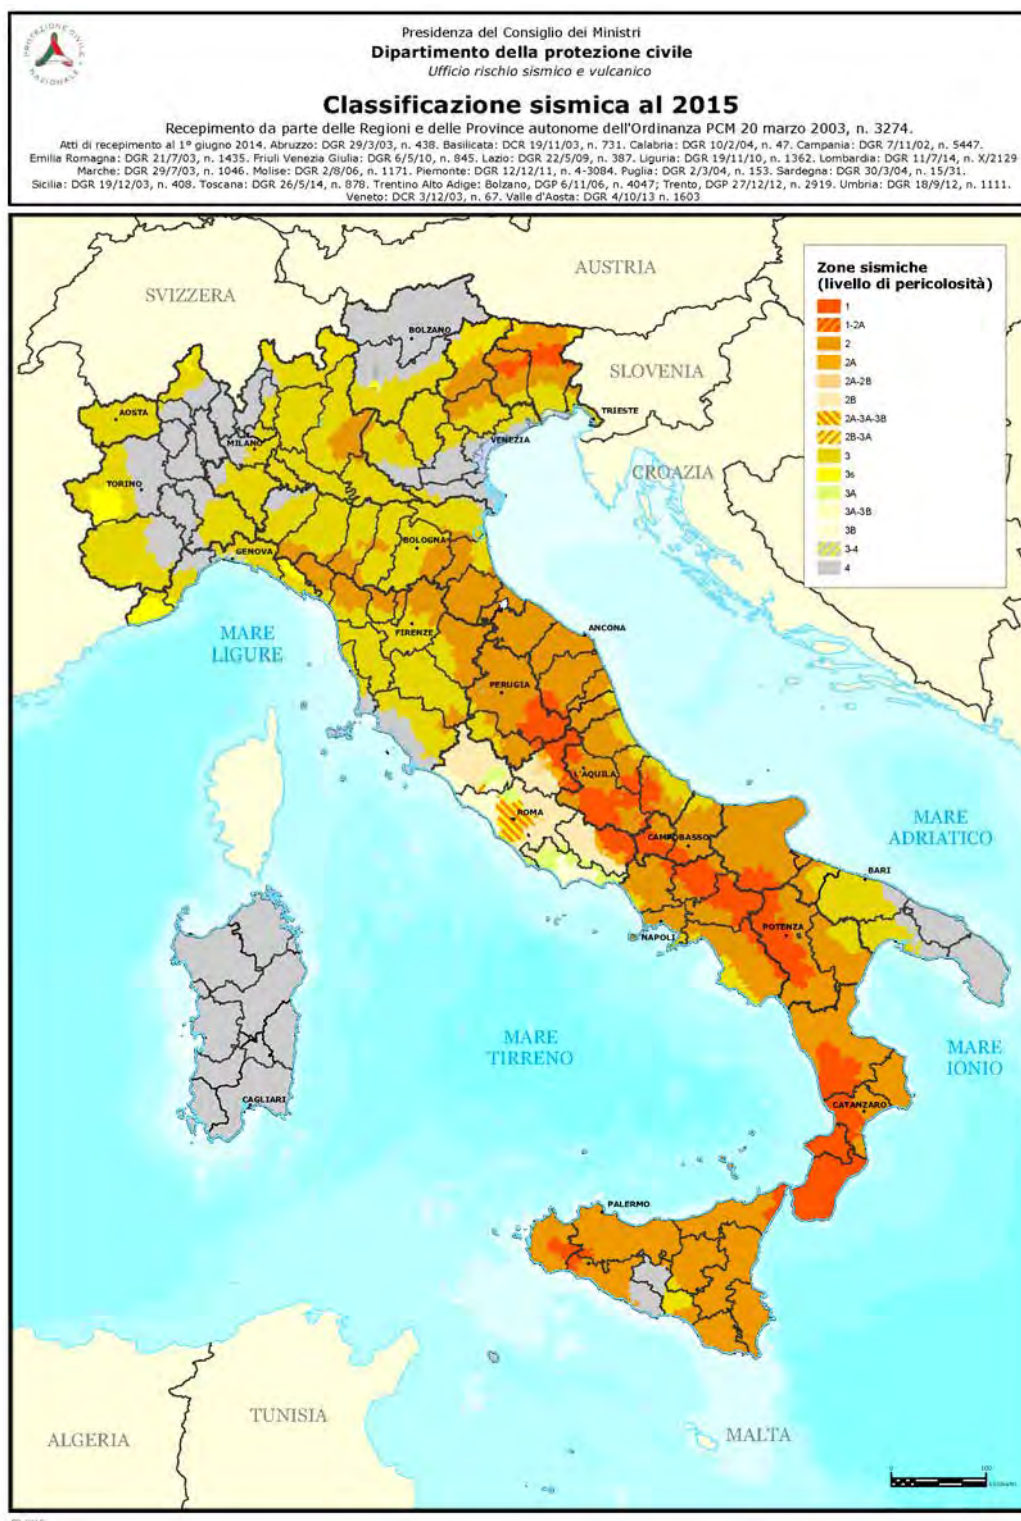 PROTEZIONE CIVILE
NAZIONALE
Presidenza del Consiglio dei Ministri
Dipartimento della protezione civile
Ufficio rischio sismico e vulcanico
Classificazione sismica al 2015
Recepimento da parte delle Regioni e delle Province autonome dell'Ordinanza PCM 20 marzo 2003, n. 3274.
Atti di recepimento al 1º giugno 2014. Abruzzo: DGR 29/3/03, n. 438. Basilicata: DCR 19/11/03, n. 731. Calabria: DGR 10/2/04, n. 47. Campania: DGR 7/11/02, n. 5447.
Emilia Romagna: DGR 21/7/03, n. 1435. Friuli Venezia Giulia: DGR 6/5/10, n. 845. Lazio: DGR 22/5/09, n. 387. Liguria: DGR 19/11/10, n. 1362. Lombardia: DGR 11/7/14, n. X/2129
Marche: DGR 29/7/03, n. 1046. Molise: DGR 2/8/06, n. 1171. Piemonte: DGR 12/12/11, n. 4-3084. Puglia: DGR 2/3/04, n. 153. Sardegna: DGR 30/3/04, n. 15/31.
Sicilia: DGR 19/12/03, n. 408. Toscana: DGR 26/5/14, n. 878. Trentino Alto Adige: Bolzano, DGP 6/11/06, n. 4047; Trento, DGP 27/12/12, n. 2919. Umbria: DGR 18/9/12, n. 1111.
Veneto: DCR 3/12/03, n. 67. Valle d'Aosta: DGR 4/10/13 n. 1603
Zone sismiche
(livello di pericolosità)
1
1-2A
2
2A
2A-2B
2B
2A-3A-3B
2B-3A
3
3s
3A
3A-3B
3B
3-4
4
AUSTRIA
SVIZZERA
BOLZANO
SLOVENIA
AOSTA
TRIESTE
MILANO
VENEZIA
CROAZIA
TORINO
BOLOGNA
GENOVA
FIRENZE
ANCONA
MARE
LIGURE
PERUGIA
L'AQUILA
ROMA
MARE
ADRIATICO
CAMPOBASSO
BARI
POTENZA
NAPOLI
MARE
TIRRENO
MARE
IONIO
CAGLIARI
CATANZARO
PALERMO
TUNISIA
ALGERIA
MALTA
0
100